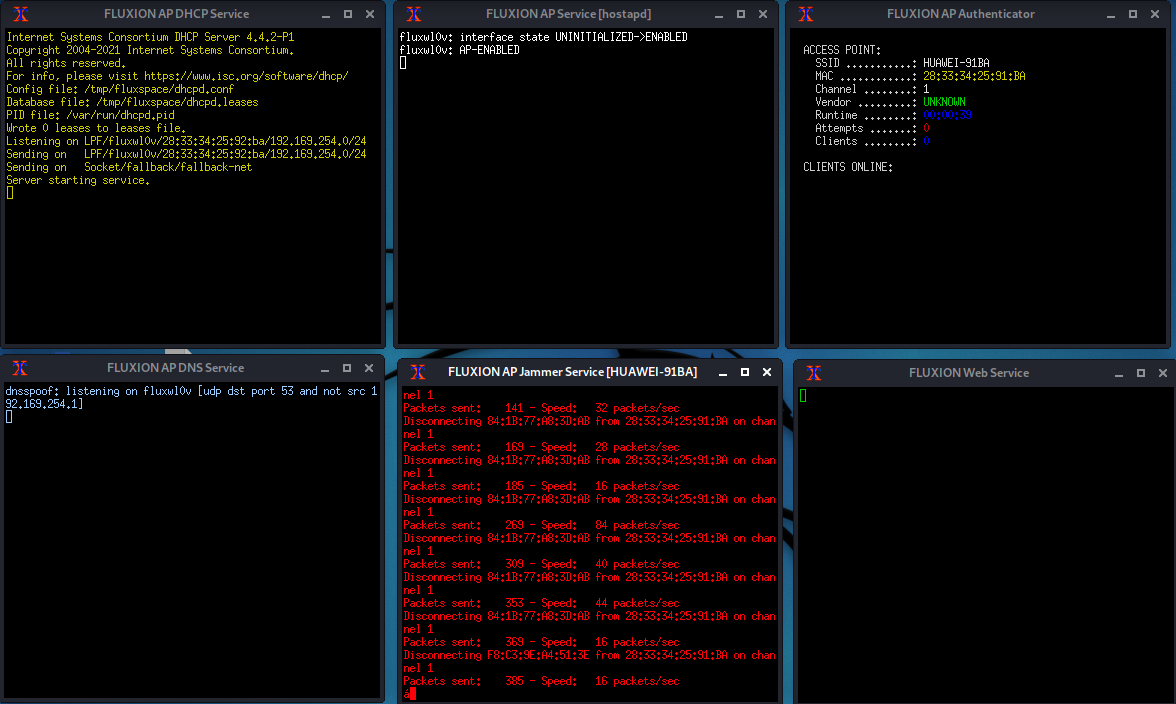 FLUXION AP DHCP Service
Internet Systems Consortium DHCP Server 4.4.2-P1
Copyright 2004-2021 Internet Systems Consortium.
All rights reserved.
For info, please visit https://www.isc.org/software/dhcp/
Config file: /tmp/fluxspace/dhcpd.conf
Database file: /tmp/fluxspace/dhcpd.leases
PID file: /var/run/dhcpd.pid
Wrote 0 leases to leases file.
Listening on LPF/fluxwl0v/28:33:34:25:92:ba/192.169.254.0/24
Sending on   LPF/fluxwl0v/28:33:34:25:92:ba/192.169.254.0/24
Sending on   Socket/fallback/fallback-net
Server starting service.
FLUXION AP Service [hostapd]
fluxwl0v: interface state UNINITIALIZED->ENABLED
fluxwl0v: AP-ENABLED
FLUXION AP Authenticator
ACCESS POINT:
SSID ...........: HUAWEI-91BA
MAC ............: 28:33:34:25:91:BA
Channel ........: 1
Vendor .........: UNKNOWN
Runtime ........: 00:00:39
Attempts .......: 0
Clients ........: 0
CLIENTS ONLINE:
FLUXION AP DNS Service
dnsspoof: listening on fluxwl0v [udp dst port 53 and not src 1
92.169.254.1]
FLUXION AP Jammer Service [HUAWEI-91BA]
nel 1
Packets sent:    141 - Speed:   32 packets/sec
Disconnecting 84:1B:77:A8:3D:AB from 28:33:34:25:91:BA on chan
nel 1
Packets sent:    169 - Speed:   28 packets/sec
Disconnecting 84:1B:77:A8:3D:AB from 28:33:34:25:91:BA on chan
nel 1
Packets sent:    185 - Speed:   16 packets/sec
Disconnecting 84:1B:77:A8:3D:AB from 28:33:34:25:91:BA on chan
nel 1
Packets sent:    269 - Speed:   84 packets/sec
Disconnecting 84:1B:77:A8:3D:AB from 28:33:34:25:91:BA on chan
nel 1
Packets sent:    309 - Speed:   40 packets/sec
Disconnecting 84:1B:77:A8:3D:AB from 28:33:34:25:91:BA on chan
nel 1
Packets sent:    353 - Speed:   44 packets/sec
Disconnecting 84:1B:77:A8:3D:AB from 28:33:34:25:91:BA on chan
nel 1
Packets sent:    369 - Speed:   16 packets/sec
Disconnecting F8:C3:9E:A4:51:3E from 28:33:34:25:91:BA on chan
nel 1
Packets sent:    385 - Speed:   16 packets/sec
FLUXION Web Service